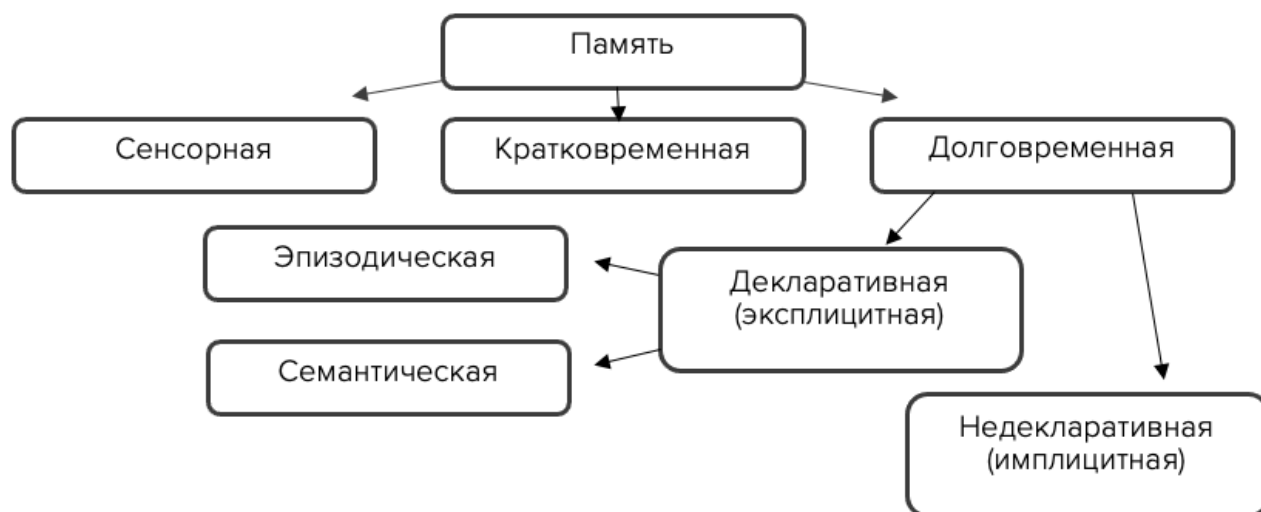 Память
Сенсорная
Кратковременная
Долговременная
Эпизодическая
Декларативная
(эксплицитная)
Семантическая
Недекларативная
(имплицитная)